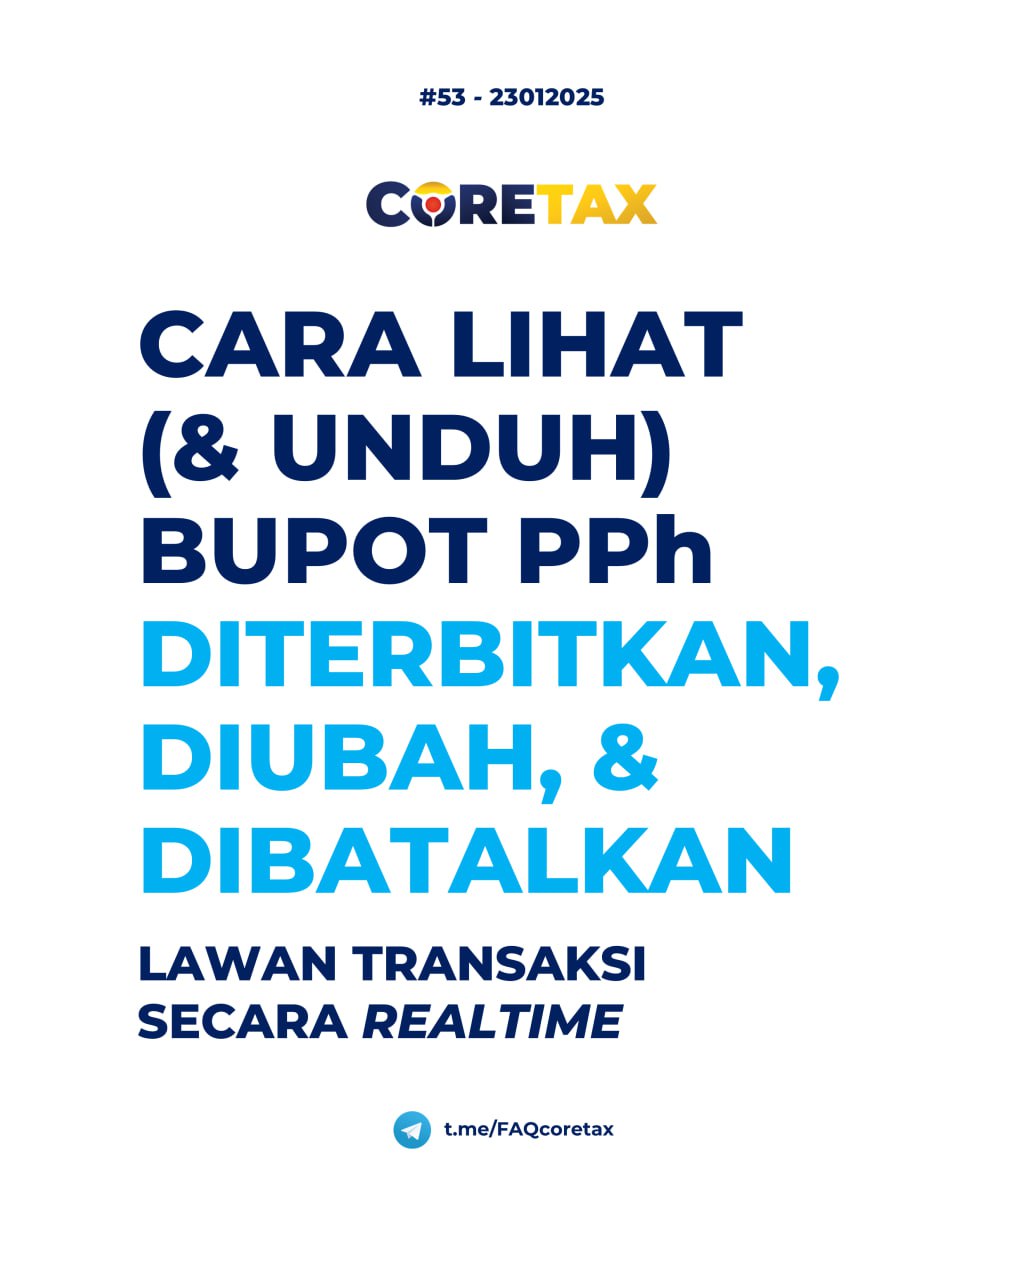 #53 - 23012025
CORETAX
CARA LIHAT
(& UNDUH)
BUPOT PPh
DITERBITKAN,
DIUBAH, &
DIBATALKAN
LAWAN TRANSAKSI
SECARA REALTIME
t.me/FAQcoretax